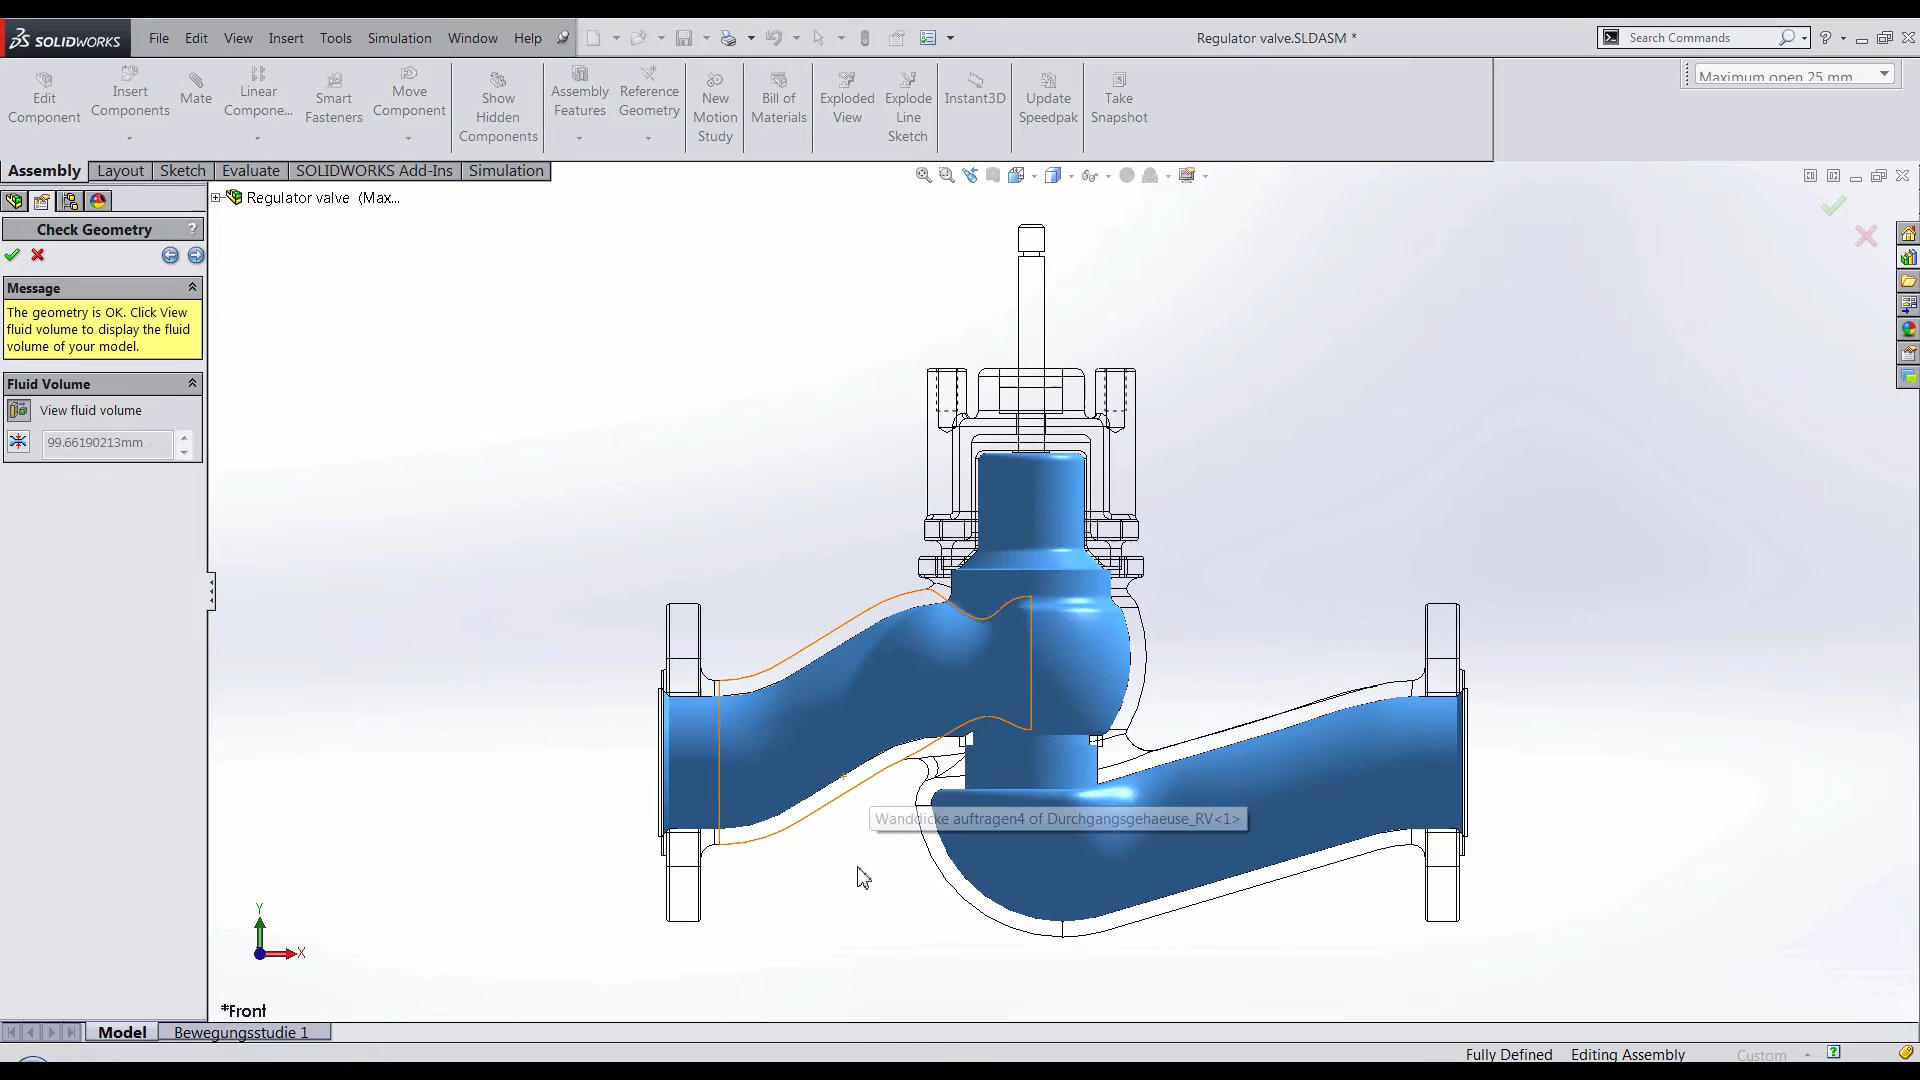 SOLIDWORKS
File Edit View Insert Tools Simulation Window Help
Regulator valve.SLDASM *
Search Commands
Edit Component
Insert Components
Mate
Linear Compone...
Smart Fasteners
Move Component
Show Hidden Components
Assembly Features
Reference Geometry
New Motion Study
Bill of Materials
Exploded View
Explode Line Sketch
Instant3D
Update Speedpak
Take Snapshot
Maximum open 25 mm
Assembly Layout Sketch Evaluate SOLIDWORKS Add-Ins Simulation
Regulator valve (Max...
Check Geometry ?
Message
The geometry is OK. Click View
fluid volume to display the fluid
volume of your model.
Fluid Volume
View fluid volume
99.66190213mm
Wanddicke auftragen4 of Durchgangsgehaeuse_RV<1>
Y
X
*Front
Model Bewegungsstudie 1
Fully Defined Editing Assembly Custom